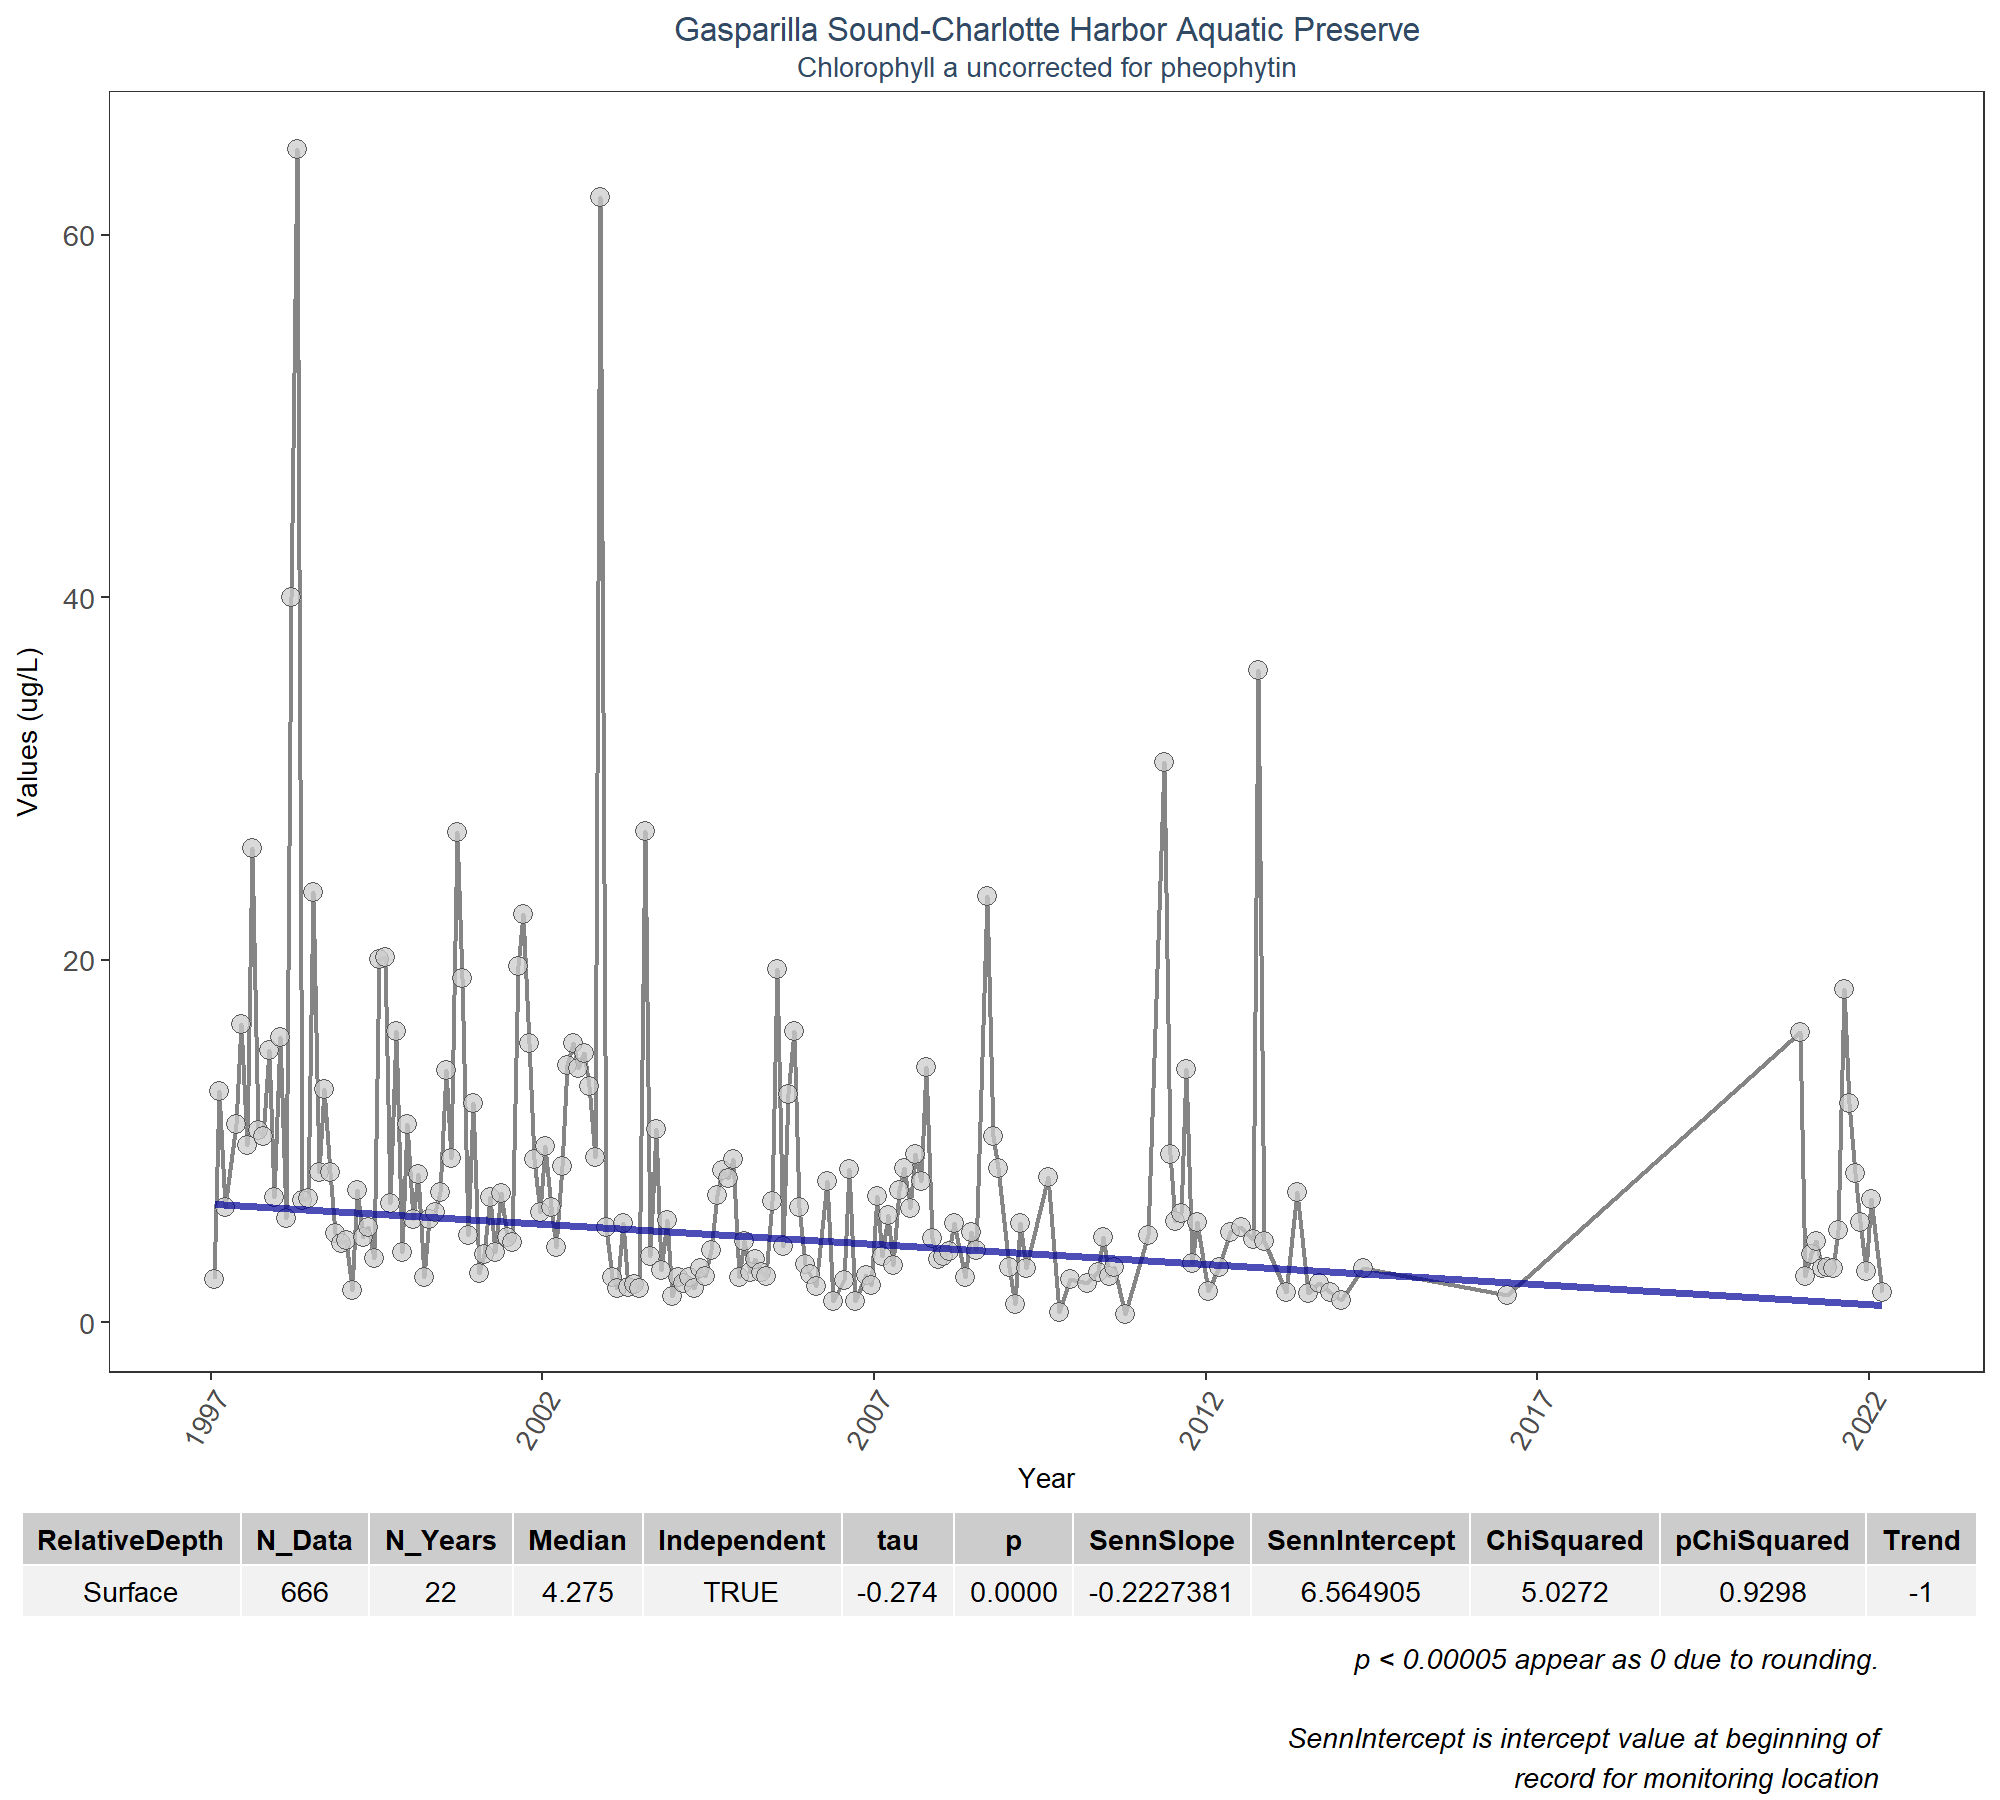 Gasparilla Sound-Charlotte Harbor Aquatic Preserve
Chlorophyll a uncorrected for pheophytin
60
40
20
0
Values (ug/L)
1997 2002 2007 2012 2017 2022
Year
RelativeDepth N_Data N_Years Median Independent tau p SennSlope SennIntercept ChiSquared pChiSquared Trend
Surface 666 22 4.275 TRUE -0.274 0.0000 -0.2227381 6.564905 5.0272 0.9298 -1
p < 0.00005 appear as 0 due to rounding.
SennIntercept is intercept value at beginning of
record for monitoring location